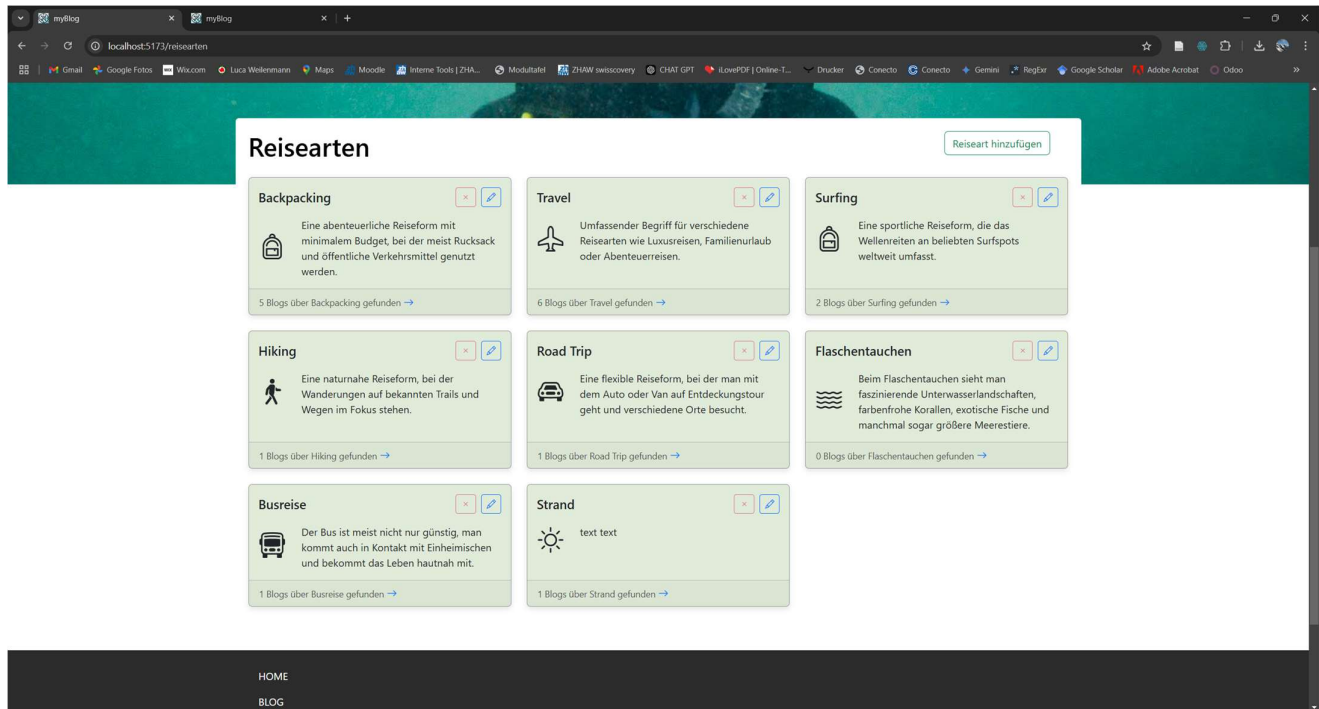 myBlog
myBlog
localhost:5173/reisearten
Gmail Google Fotos Wix.com Luca Weilenmann Maps Moodle Interne Tools | ZHA... Modultafel ZHAW swisscovery CHAT GPT iLovePDF | Online-T... Drucker Conecto Conecto Gemini RegExr Google Scholar Adobe Acrobat Odoo »
Reisearten
Reiseart hinzufügen
Backpacking
Eine abenteuerliche Reiseform mit
minimalem Budget, bei der meist Rucksack
und öffentliche Verkehrsmittel genutzt
werden.
5 Blogs über Backpacking gefunden →
Travel
Umfassender Begriff für verschiedene
Reisearten wie Luxusreisen, Familienurlaub
oder Abenteuerreisen.
6 Blogs über Travel gefunden →
Surfing
Eine sportliche Reiseform, die das
Wellenreiten an beliebten Surfspots
weltweit umfasst.
2 Blogs über Surfing gefunden →
Hiking
Eine naturnahe Reiseform, bei der
Wanderungen auf bekannten Trails und
Wegen im Fokus stehen.
1 Blogs über Hiking gefunden →
Road Trip
Eine flexible Reiseform, bei der man mit
dem Auto oder Van auf Entdeckungstour
geht und verschiedene Orte besucht.
1 Blogs über Road Trip gefunden →
Flaschentauchen
Beim Flaschentauchen sieht man
faszinierende Unterwasserlandschaften,
farbenfrohe Korallen, exotische Fische und
manchmal sogar größere Meerestiere.
0 Blogs über Flaschentauchen gefunden →
Busreise
Der Bus ist meist nicht nur günstig, man
kommt auch in Kontakt mit Einheimischen
und bekommt das Leben hautnah mit.
1 Blogs über Busreise gefunden →
Strand
text text
1 Blogs über Strand gefunden →
HOME
BLOG